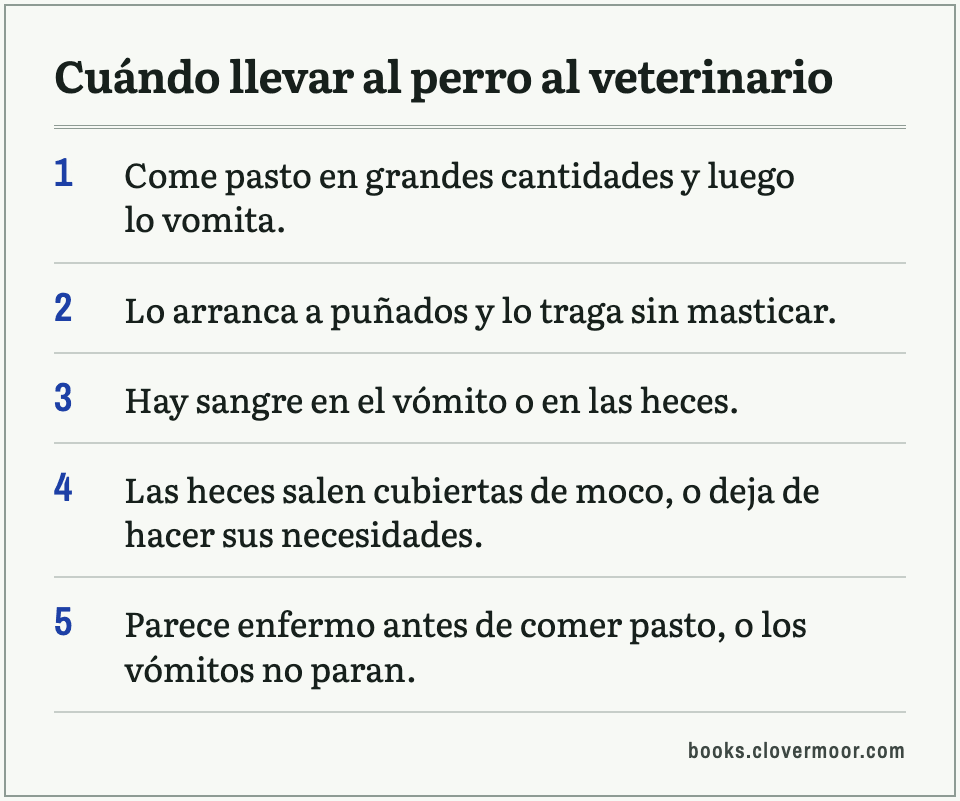 Cuándo llevar al perro al veterinario
1 Come pasto en grandes cantidades y luego
lo vomita.
2 Lo arranca a puñados y lo traga sin masticar.
3 Hay sangre en el vómito o en las heces.
4 Las heces salen cubiertas de moco, o deja de
hacer sus necesidades.
5 Parece enfermo antes de comer pasto, o los
vómitos no paran.
books.clovermoor.com